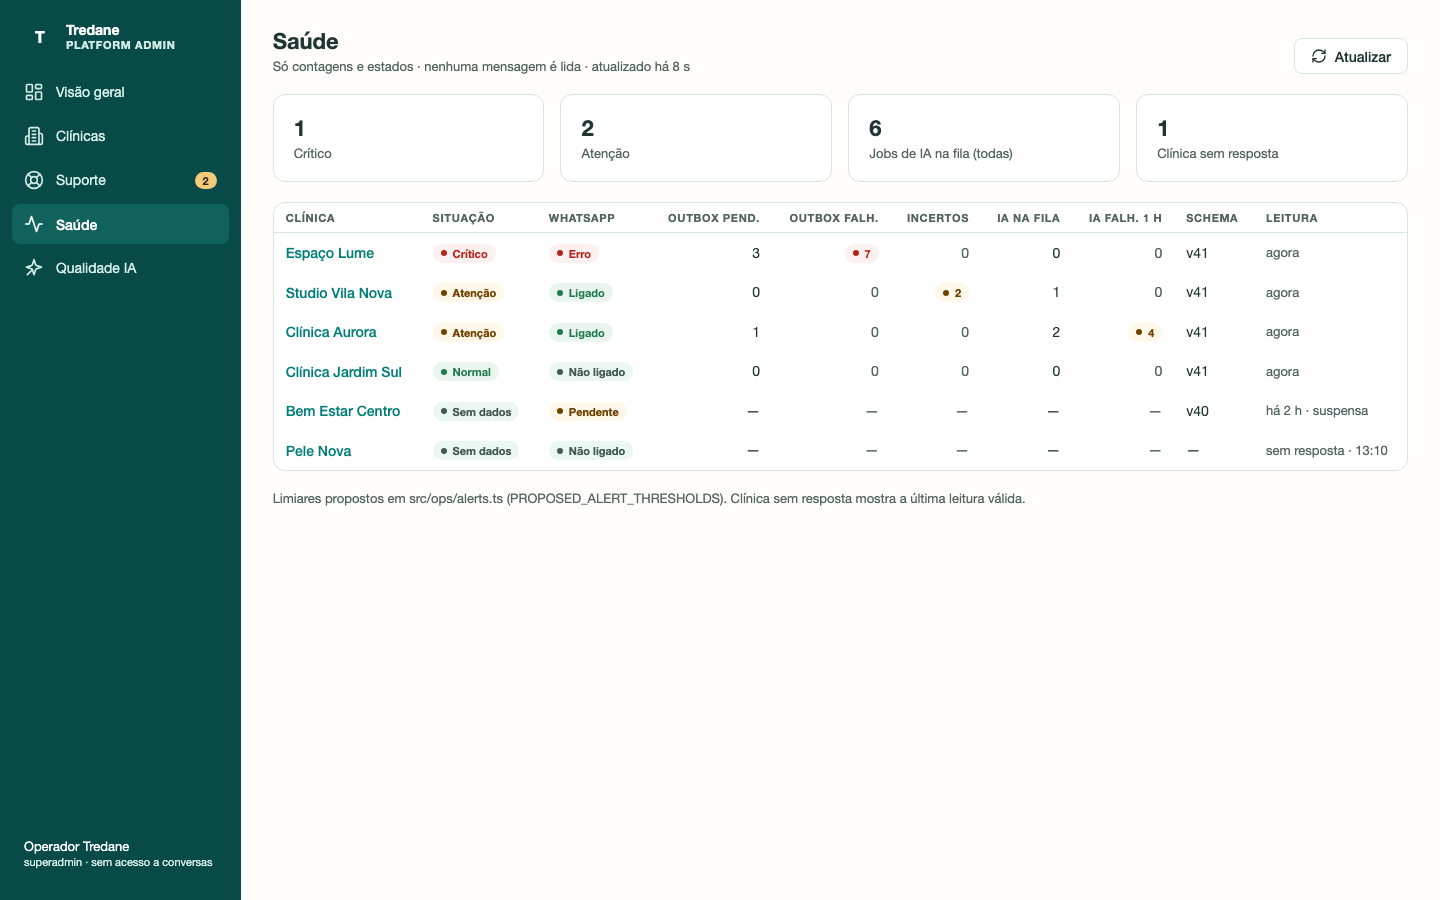 T
Tredane
PLATFORM ADMIN
Visão geral
Clínicas
Suporte 2
Saúde
Qualidade IA
Operador Tredane
superadmin · sem acesso a conversas
Saúde
Só contagens e estados · nenhuma mensagem é lida · atualizado há 8 s
Atualizar
1
Crítico
2
Atenção
6
Jobs de IA na fila (todas)
1
Clínica sem resposta
CLÍNICA SITUAÇÃO WHATSAPP OUTBOX PEND. OUTBOX FALH. INCERTOS IA NA FILA IA FALH. 1 H SCHEMA LEITURA
Espaço Lume Crítico Erro 3 7 0 0 0 v41 agora
Studio Vila Nova Atenção Ligado 0 0 2 1 0 v41 agora
Clínica Aurora Atenção Ligado 1 0 0 2 4 v41 agora
Clínica Jardim Sul Normal Não ligado 0 0 0 0 0 v41 agora
Bem Estar Centro Sem dados Pendente — — — — — v40 há 2 h · suspensa
Pele Nova Sem dados Não ligado — — — — — — sem resposta · 13:10
Limiares propostos em src/ops/alerts.ts (PROPOSED_ALERT_THRESHOLDS). Clínica sem resposta mostra a última leitura válida.